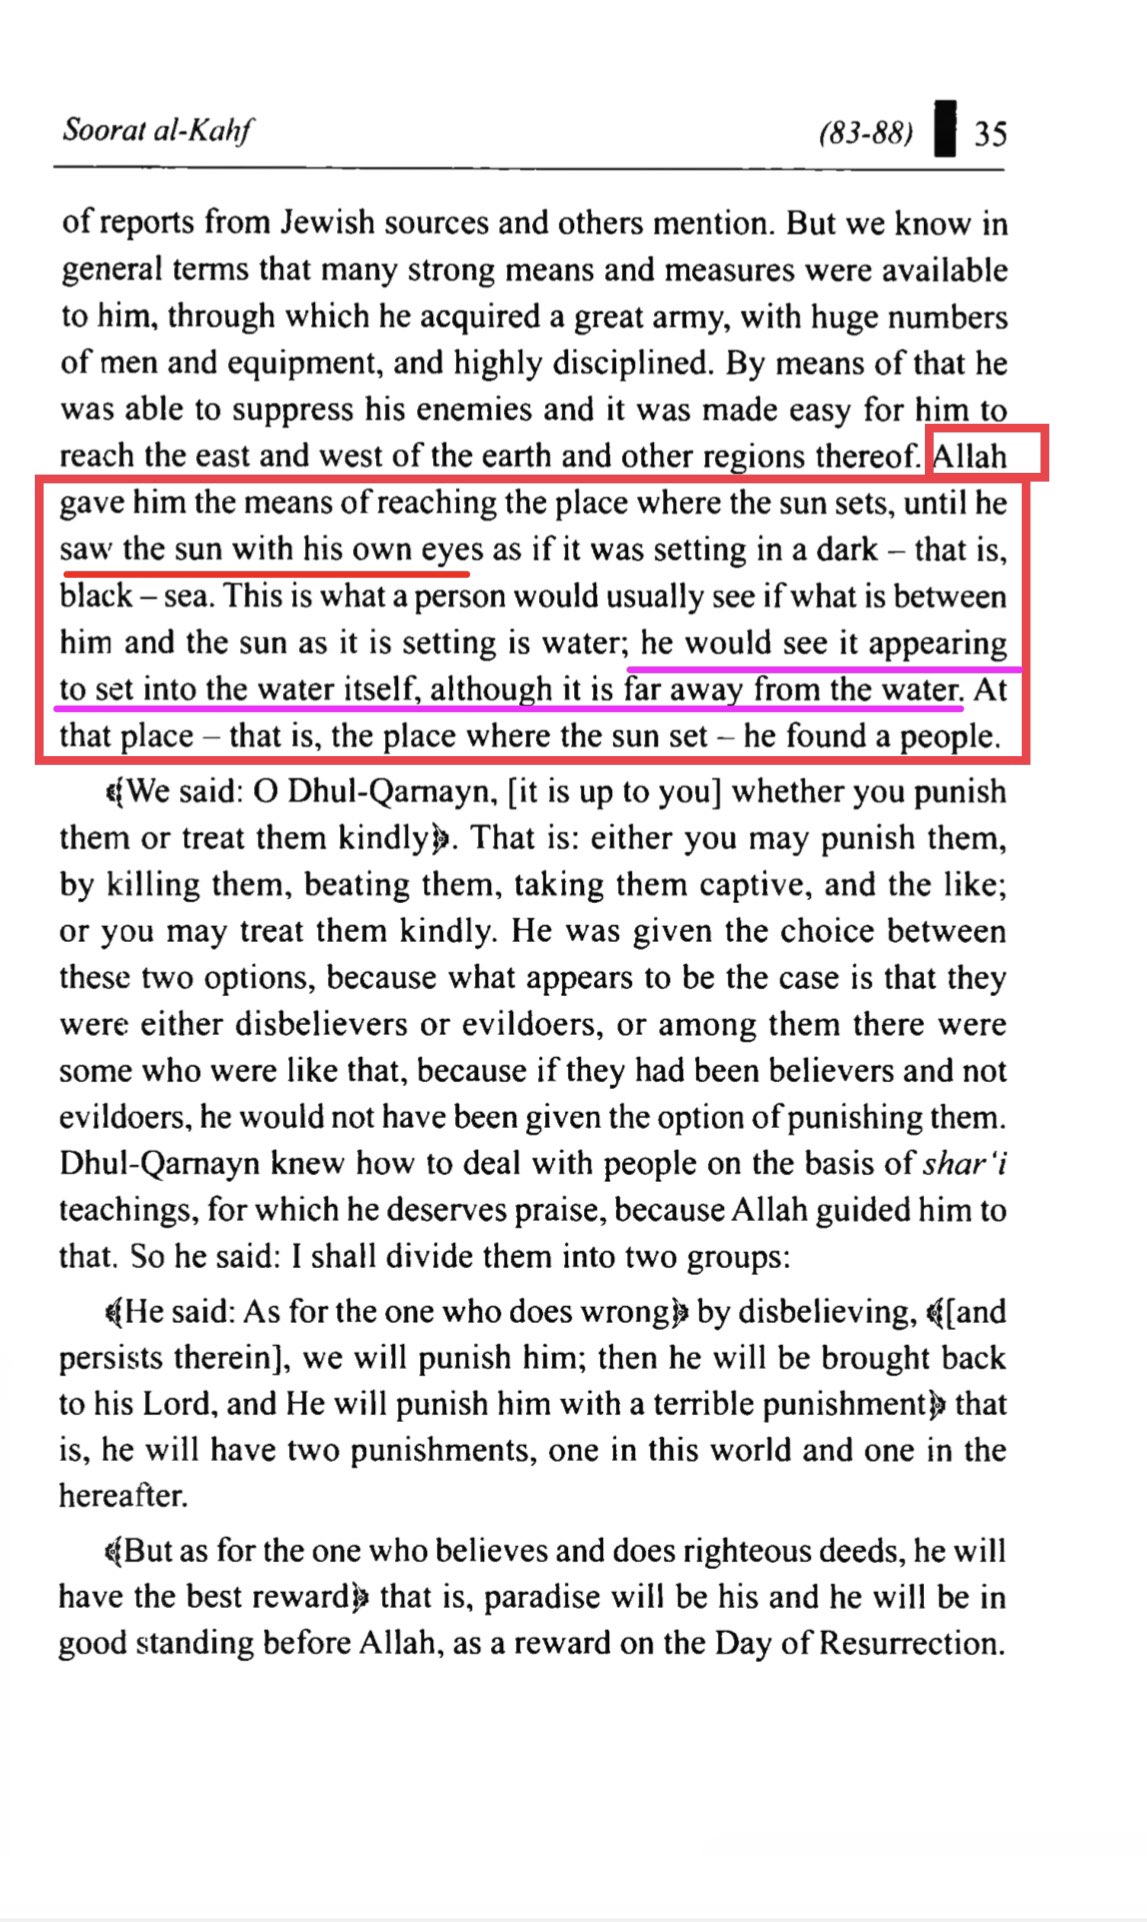 Soorat al-Kahf (83-88) 35
of reports from Jewish sources and others mention. But we know in
general terms that many strong means and measures were available
to him, through which he acquired a great army, with huge numbers
of men and equipment, and highly disciplined. By means of that he
was able to suppress his enemies and it was made easy for him to
reach the east and west of the earth and other regions thereof. Allah
gave him the means of reaching the place where the sun sets, until he
saw the sun with his own eyes as if it was setting in a dark – that is,
black – sea. This is what a person would usually see if what is between
him and the sun as it is setting is water; he would see it appearing
to set into the water itself, although it is far away from the water. At
that place – that is, the place where the sun set – he found a people.
﴾We said: O Dhul-Qarnayn, [it is up to you] whether you punish
them or treat them kindly﴿. That is: either you may punish them,
by killing them, beating them, taking them captive, and the like;
or you may treat them kindly. He was given the choice between
these two options, because what appears to be the case is that they
were either disbelievers or evildoers, or among them there were
some who were like that, because if they had been believers and not
evildoers, he would not have been given the option of punishing them.
Dhul-Qarnayn knew how to deal with people on the basis of shar‘i
teachings, for which he deserves praise, because Allah guided him to
that. So he said: I shall divide them into two groups:
﴾He said: As for the one who does wrong﴿ by disbelieving, ﴾[and
persists therein], we will punish him; then he will be brought back
to his Lord, and He will punish him with a terrible punishment﴿ that
is, he will have two punishments, one in this world and one in the
hereafter.
﴾But as for the one who believes and does righteous deeds, he will
have the best reward﴿ that is, paradise will be his and he will be in
good standing before Allah, as a reward on the Day of Resurrection.